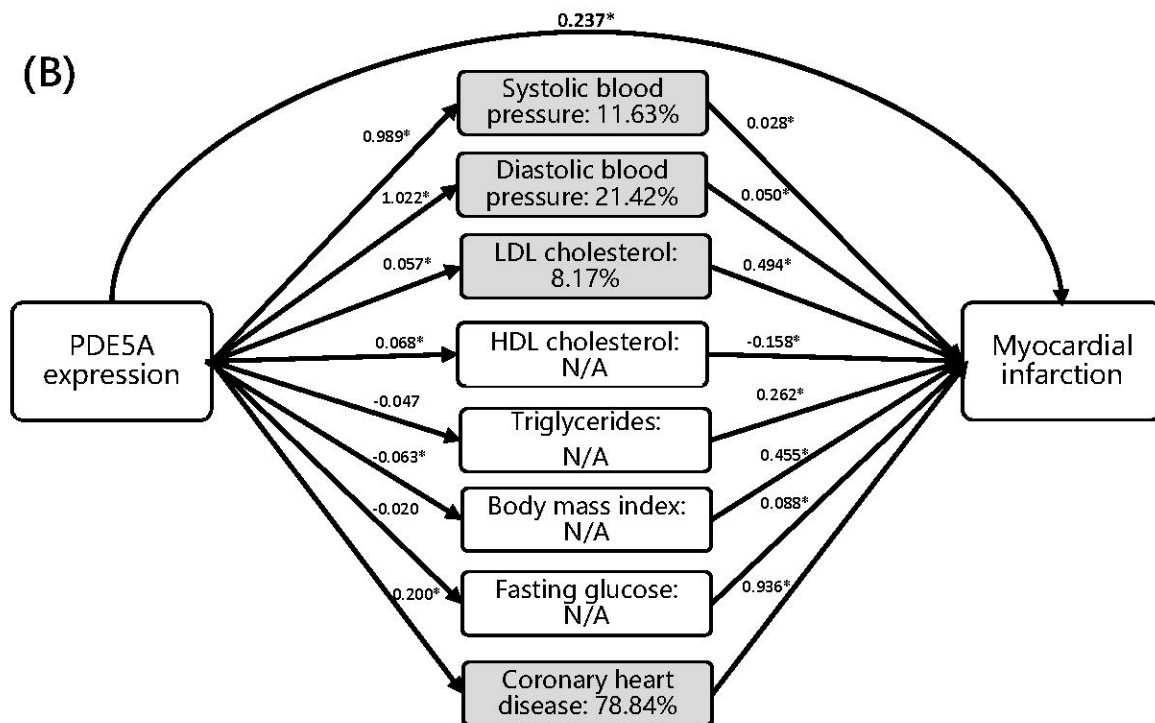 0.237*
(B)
Systolic blood
pressure: 11.63%
0.989*
0.028*
Diastolic blood
pressure: 21.42%
1.022*
0.050*
LDL cholesterol:
8.17%
0.057*
0.494*
PDE5A
expression
HDL cholesterol:
N/A
0.068*
-0.158*
Myocardial
infarction
-0.047
Triglycerides:
N/A
0.262*
-0.063*
Body mass index:
N/A
0.455*
-0.020
Fasting glucose:
N/A
0.088*
0.200*
Coronary heart
disease: 78.84%
0.936*